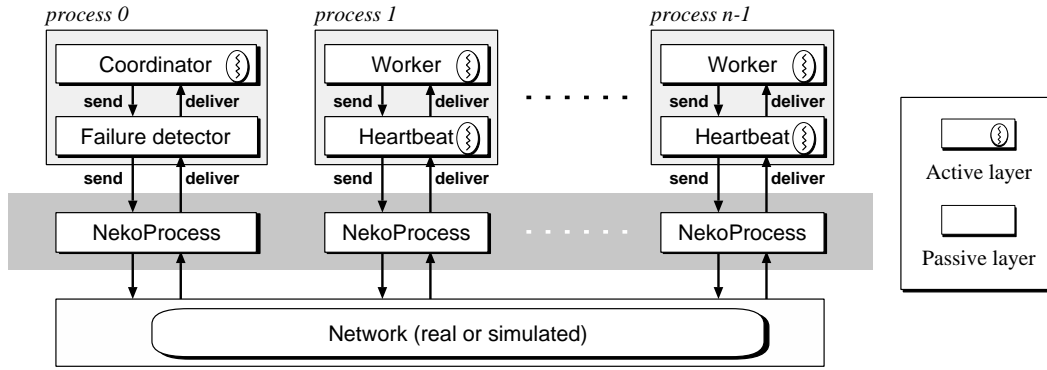 process 0 process 1 process n-1
Coordinator Worker Worker
send deliver send deliver send deliver
Failure detector Heartbeat Heartbeat
send deliver send deliver send deliver
NekoProcess NekoProcess NekoProcess
Network (real or simulated)
Active layer
Passive layer